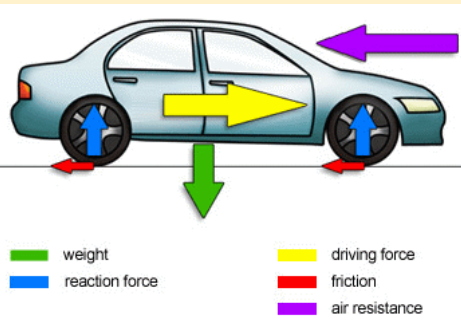 weight
reaction force
driving force
friction
air resistance